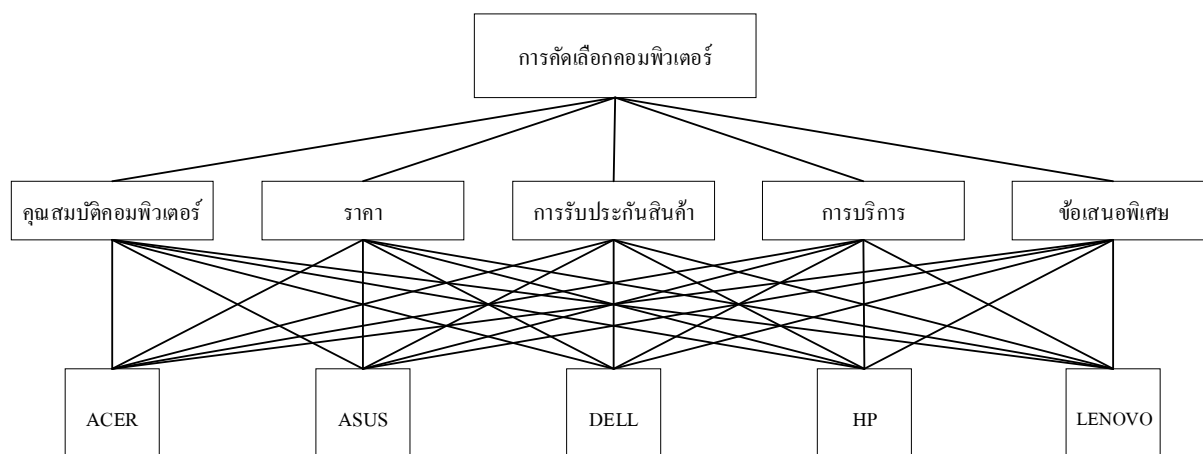 การคัดเลือกคอมพิวเตอร์
คุณสมบัติคอมพิวเตอร์
ราคา
การรับประกันสินค้า
การบริการ
ข้อเสนอพิเศษ
ACER
ASUS
DELL
HP
LENOVO